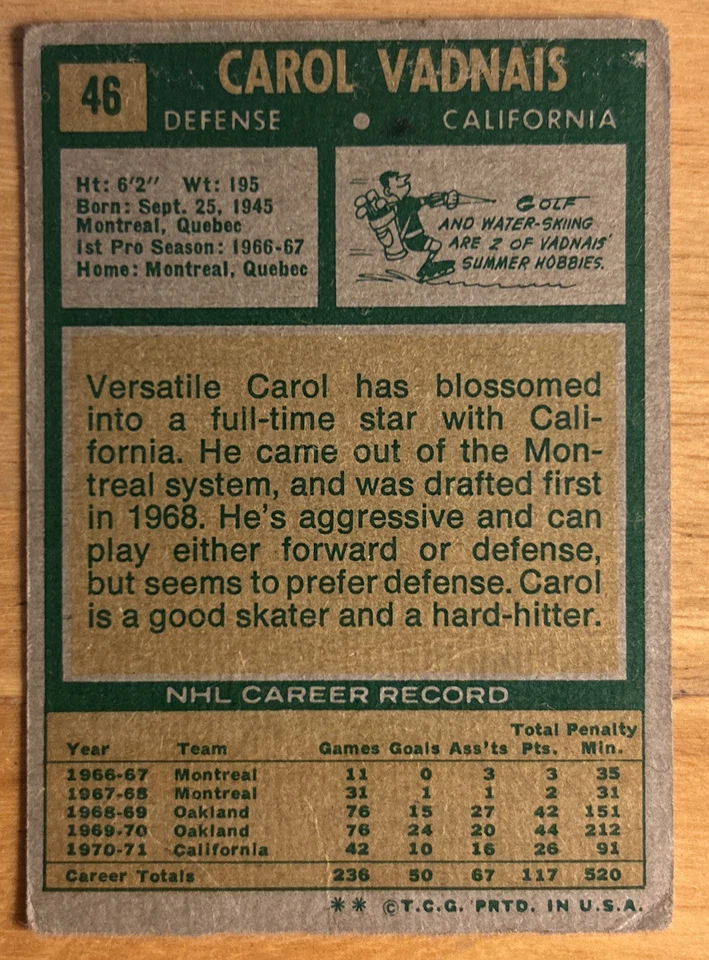 46
CAROL VADNAIS
DEFENSE • CALIFORNIA
Ht: 6'2" Wt: 195
Born: Sept. 25, 1945
Montreal, Quebec
1st Pro Season: 1966-67
Home: Montreal, Quebec
GOLF
AND WATER-SKIING
ARE 2 OF VADNAIS'
SUMMER HOBBIES.
Versatile Carol has blossomed
into a full-time star with Cali-
fornia. He came out of the Mon-
treal system, and was drafted first
in 1968. He's aggressive and can
play either forward or defense,
but seems to prefer defense. Carol
is a good skater and a hard-hitter.
NHL CAREER RECORD
Total Penalty
Year Team Games Goals Ass'ts Pts. Min.
1966-67 Montreal 11 0 3 3 35
1967-68 Montreal 31 1 1 2 31
1968-69 Oakland 76 15 27 42 151
1969-70 Oakland 76 24 20 44 212
1970-71 California 42 10 16 26 91
Career Totals 236 50 67 117 520
** © T.C.G. PRTD. IN U.S.A.